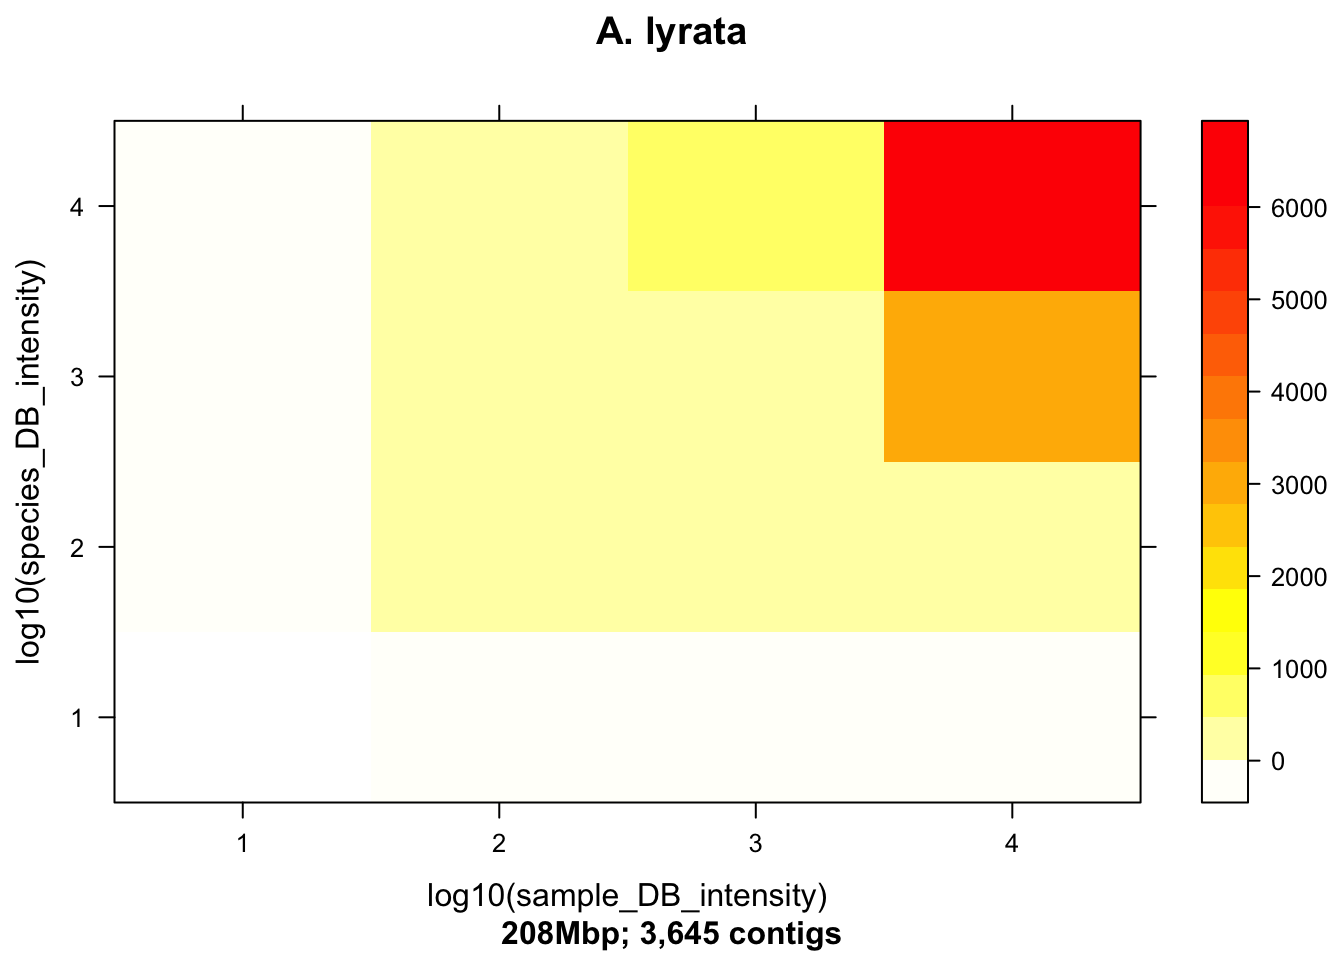 A. lyrata
log10(species_DB_intensity)
4
3
2
1
1 2 3 4
log10(sample_DB_intensity)
208Mbp; 3,645 contigs
6000
5000
4000
3000
2000
1000
0